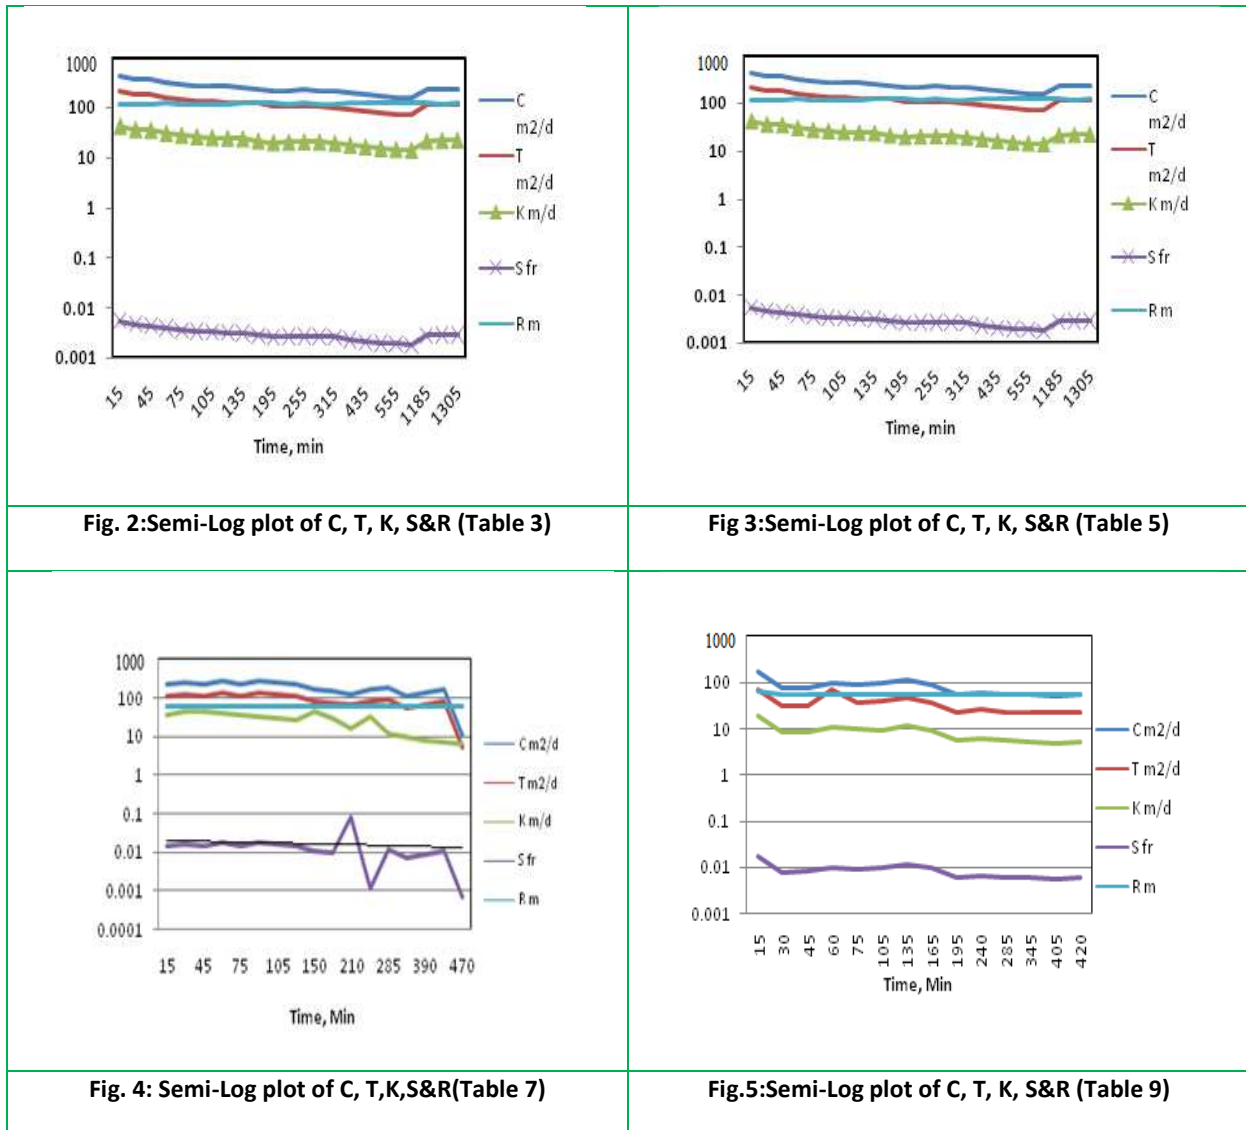 1000
100
10
1
0.1
0.01
0.001
C
m2/d
T
m2/d
K m/d
S fr
R m
15 45 75 105 135 195 255 315 435 555 1185 1305
Time, min
Fig. 2:Semi-Log plot of C, T, K, S&R (Table 3)
1000
100
10
1
0.1
0.01
0.001
C
m2/d
T
m2/d
K m/d
S fr
R m
15 45 75 105 135 195 255 315 435 555 1185 1305
Time, min
Fig 3:Semi-Log plot of C, T, K, S&R (Table 5)
1000
100
10
1
0.1
0.01
0.001
0.0001
C m2/d
T m2/d
K m/d
S fr
R m
15 45 75 105 150 210 285 390 470
Time, Min
Fig. 4: Semi-Log plot of C, T,K,S&R(Table 7)
1000
100
10
1
0.1
0.01
0.001
C m2/d
T m2/d
K m/d
S fr
R m
15 30 45 60 75 105 135 165 195 240 285 345 405 420
Time, Min
Fig.5:Semi-Log plot of C, T, K, S&R (Table 9)